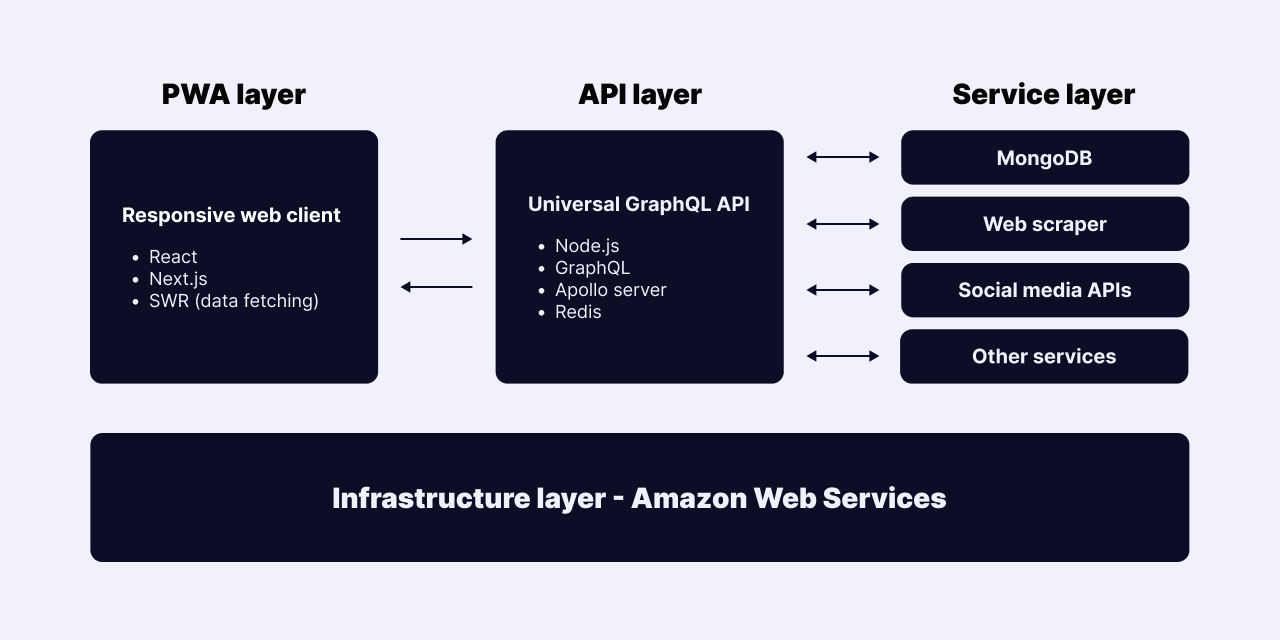 PWA layer
Responsive web client
• React
• Next.js
• SWR (data fetching)
API layer
Universal GraphQL API
• Node.js
• GraphQL
• Apollo server
• Redis
Service layer
MongoDB
Web scraper
Social media APIs
Other services
Infrastructure layer - Amazon Web Services